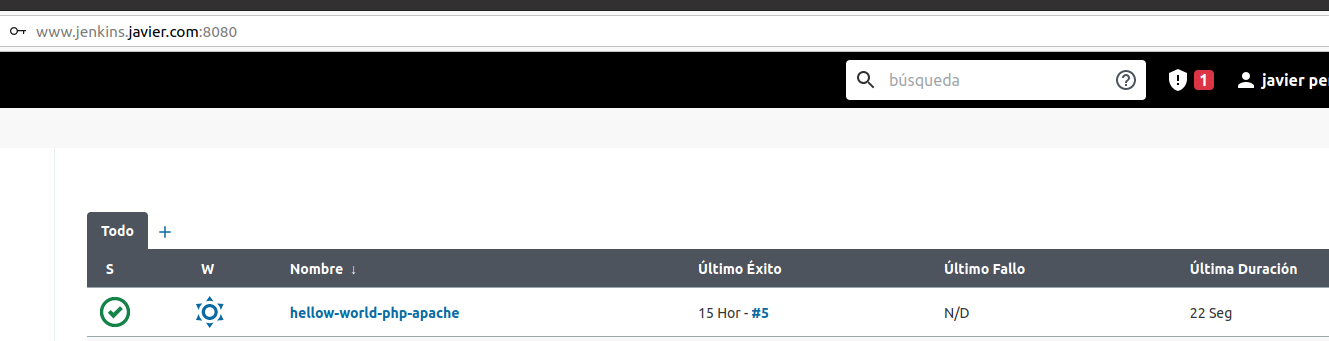 www.jenkins.javier.com:8080
búsqueda 1 javier pe
Todo +
S W Nombre ↓ Último Éxito Último Fallo Última Duración
hellow-world-php-apache 15 Hor - #5 N/D 22 Seg